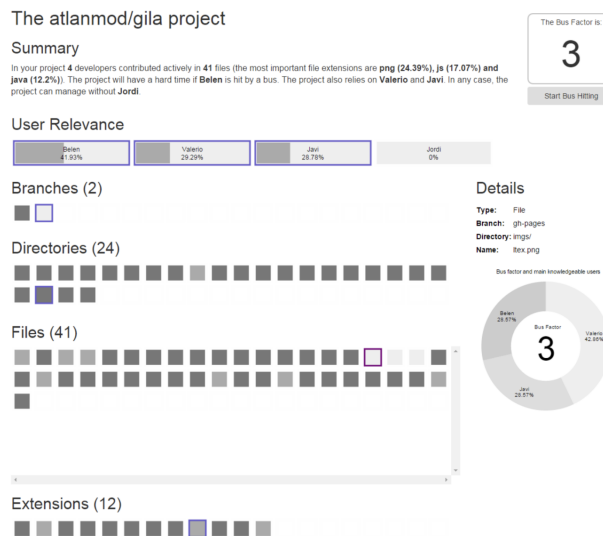 The atlanmod/gila project
The Bus Factor is:
3
Start Bus Hitting
Summary
In your project 4 developers contributed actively in 41 files (the most important file extensions are png (24.39%), js (17.07%) and
java (12.2%)). The project will have a hard time if Belen is hit by a bus. The project also relies on Valerio and Javi. In any case, the
project can manage without Jordi.
User Relevance
Belen
41.93%
Valerio
29.29%
Javi
28.78%
Jordi
0%
Branches (2)
Directories (24)
Files (41)
Extensions (12)
Details
Type: File
Branch: gh-pages
Directory: imgs/
Name: ltex.png
Bus factor and main knowledgeable users
Belen
28.57%
Bus Factor
3
Valerio
42.86%
Javi
28.57%